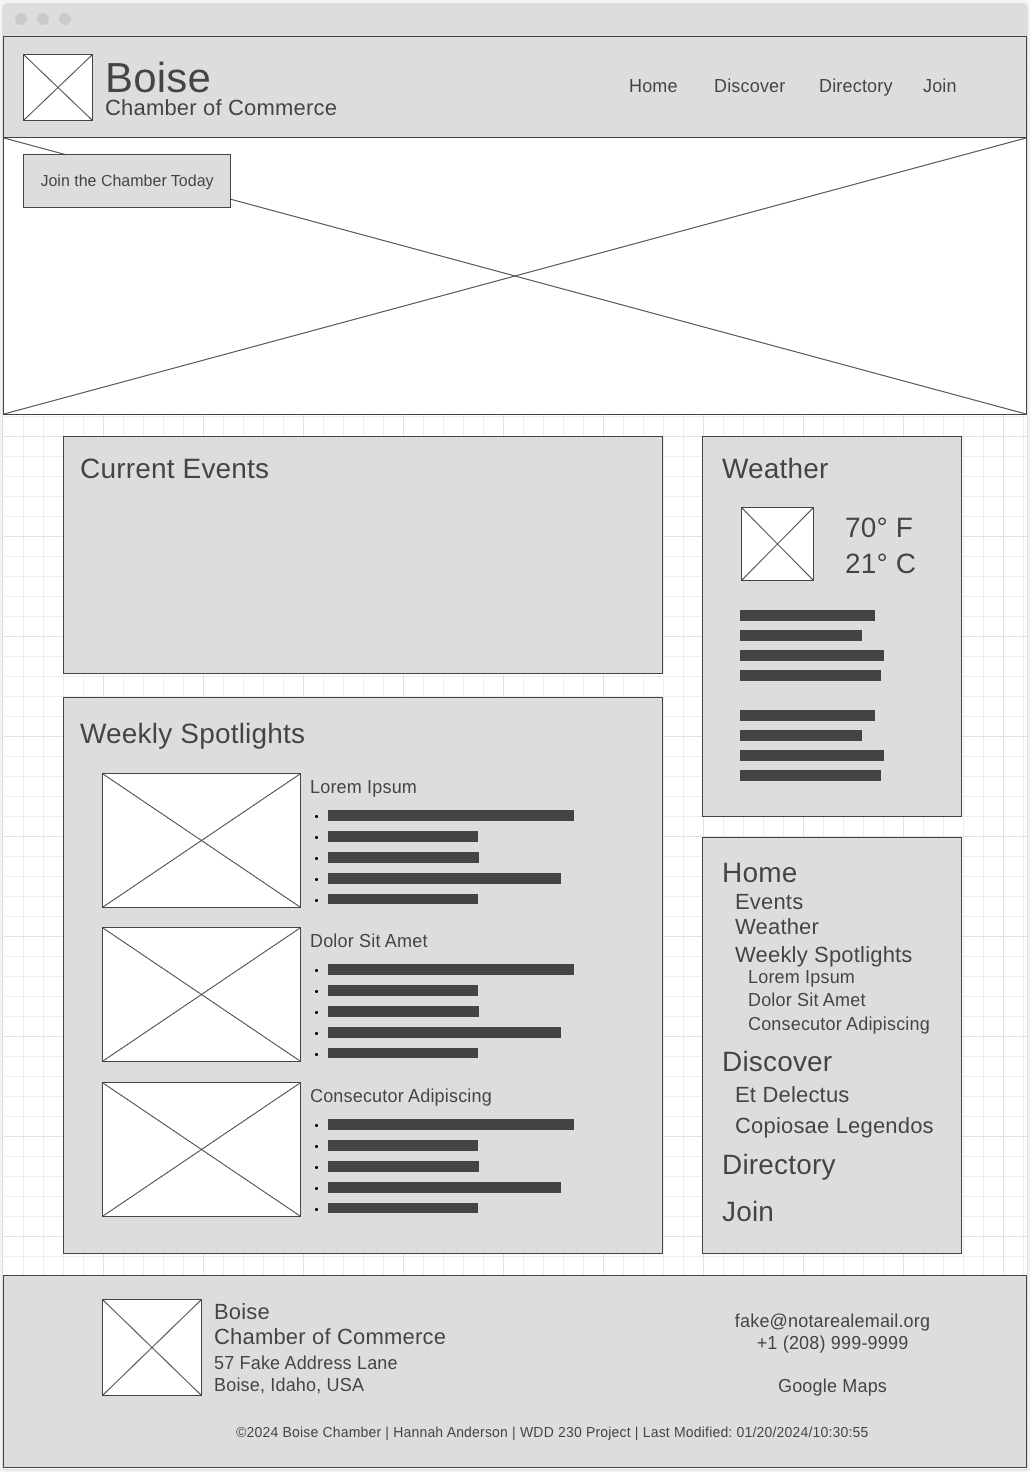 Boise
Chamber of Commerce
Home Discover Directory Join
Join the Chamber Today
Current Events
Weekly Spotlights
Lorem Ipsum
Dolor Sit Amet
Consecutor Adipiscing
Weather
70° F
21° C
Home
Events
Weather
Weekly Spotlights
Lorem Ipsum
Dolor Sit Amet
Consecutor Adipiscing
Discover
Et Delectus
Copiosae Legendos
Directory
Join
Boise
Chamber of Commerce
57 Fake Address Lane
Boise, Idaho, USA
fake@notarealemail.org
+1 (208) 999-9999
Google Maps
©2024 Boise Chamber | Hannah Anderson | WDD 230 Project | Last Modified: 01/20/2024/10:30:55